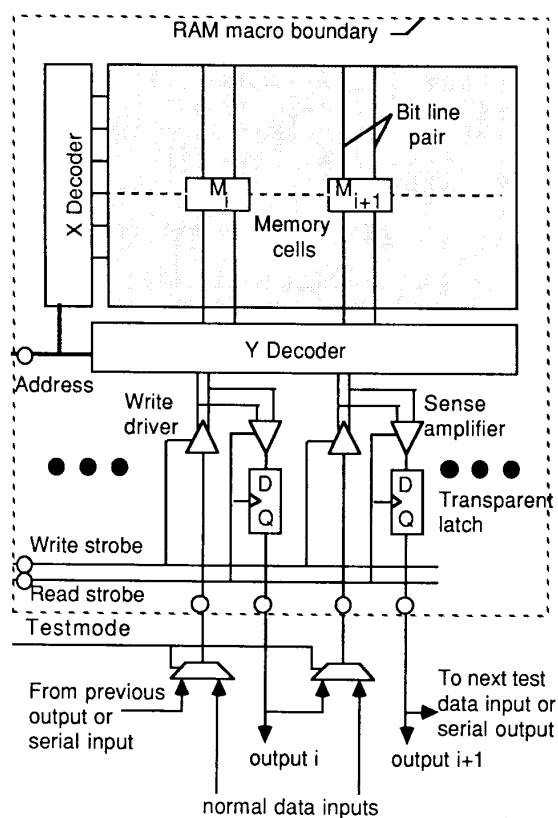 RAM macro boundary
X Decoder
Bit line
pair
M i
M i+1
Memory
cells
Y Decoder
Address
Write
driver
Sense
amplifier
D
Q
D
Q
Transparent
latch
Write strobe
Read strobe
Testmode
From previous
output or
serial input
To next test
data input or
serial output
output i
output i+1
normal data inputs